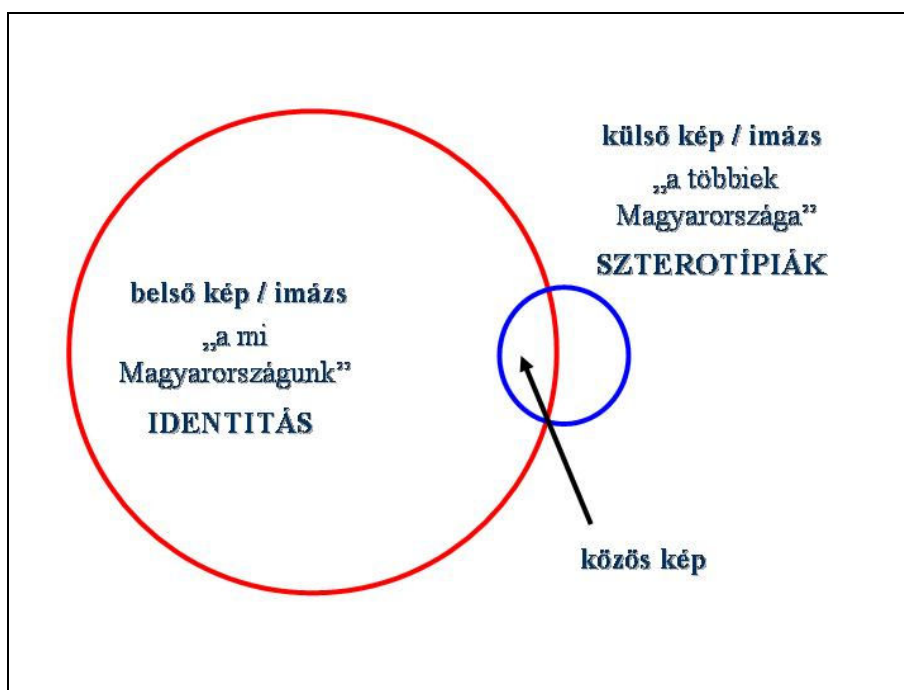 külső kép / imázs
„a többiek
Magyarországa”
SZTEROTÍPIÁK
belső kép / imázs
„a mi
Magyarországunk”
IDENTITÁS
közös kép